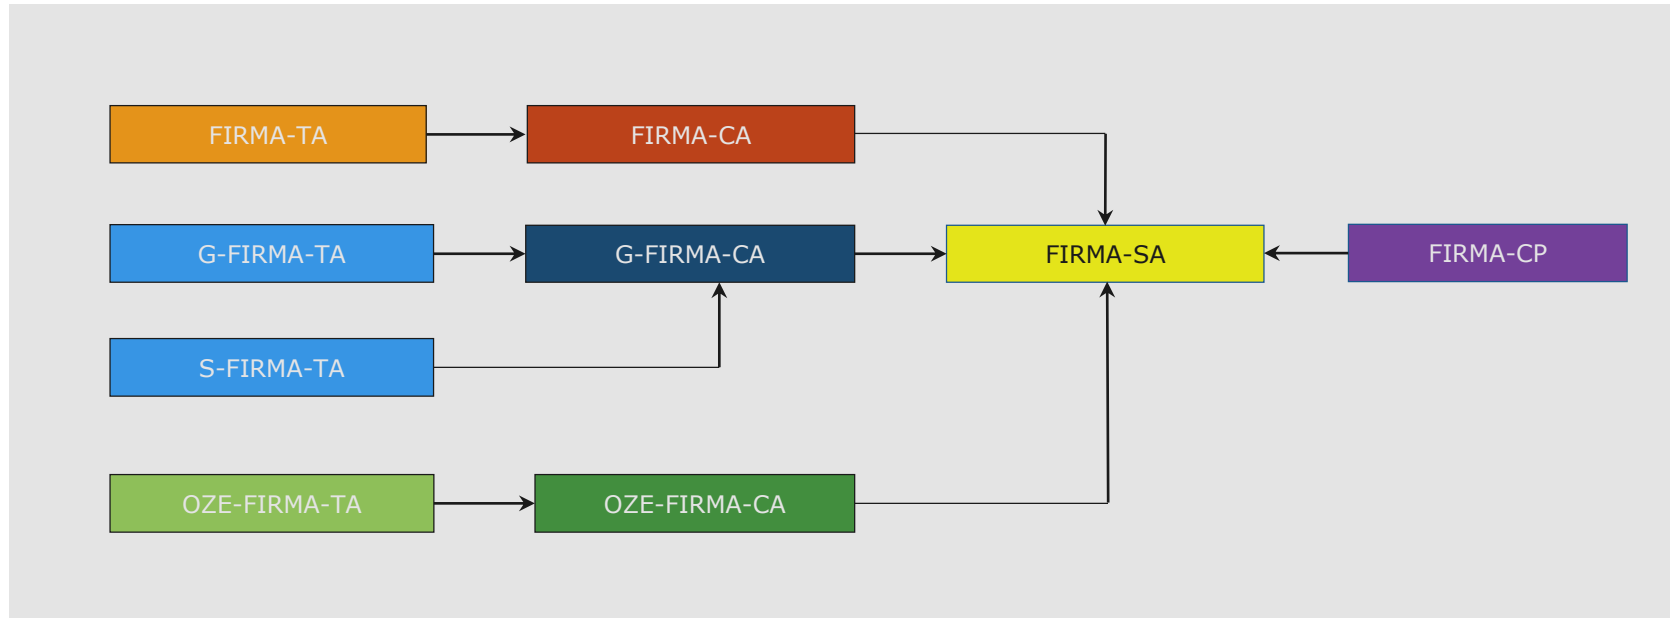 FIRMA-TA
FIRMA-CA
G-FIRMA-TA
G-FIRMA-CA
FIRMA-SA
FIRMA-CP
S-FIRMA-TA
OZE-FIRMA-TA
OZE-FIRMA-CA